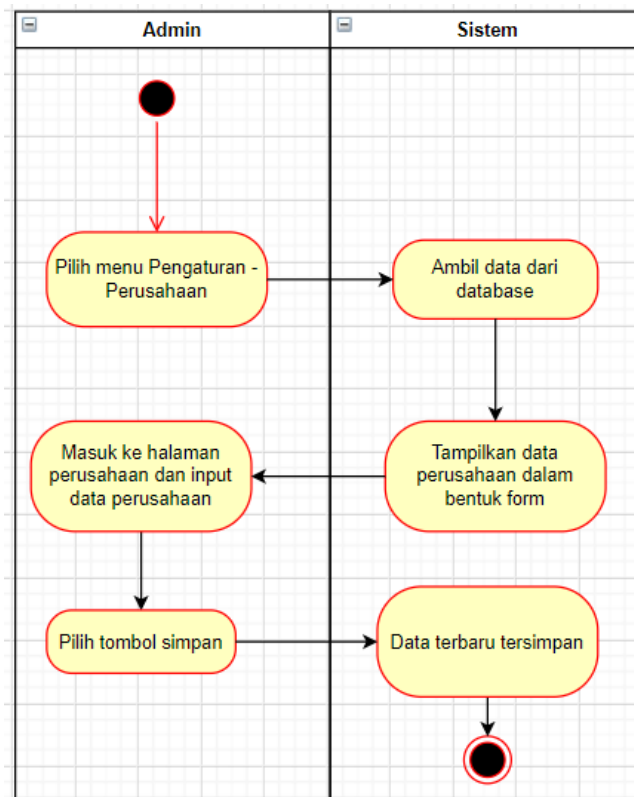 Admin
Sistem
Pilih menu Pengaturan -
Perusahaan
Ambil data dari
database
Masuk ke halaman
perusahaan dan input
data perusahaan
Tampilkan data
perusahaan dalam
bentuk form
Pilih tombol simpan
Data terbaru tersimpan